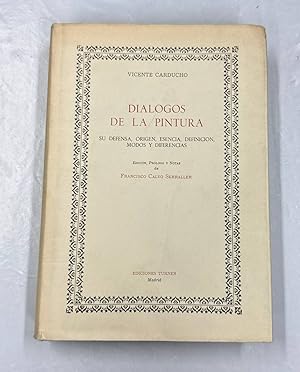 VICENTE CARDUCHO
DIALOGOS
DE LA PINTURA
SU DEFENSA, ORIGEN, ESENCIA, DEFINICION,
MODOS Y DIFERENCIAS
Edición, Prólogo y Notas
de
Francisco Calvo Serraller
EDICIONES TURNER
Madrid